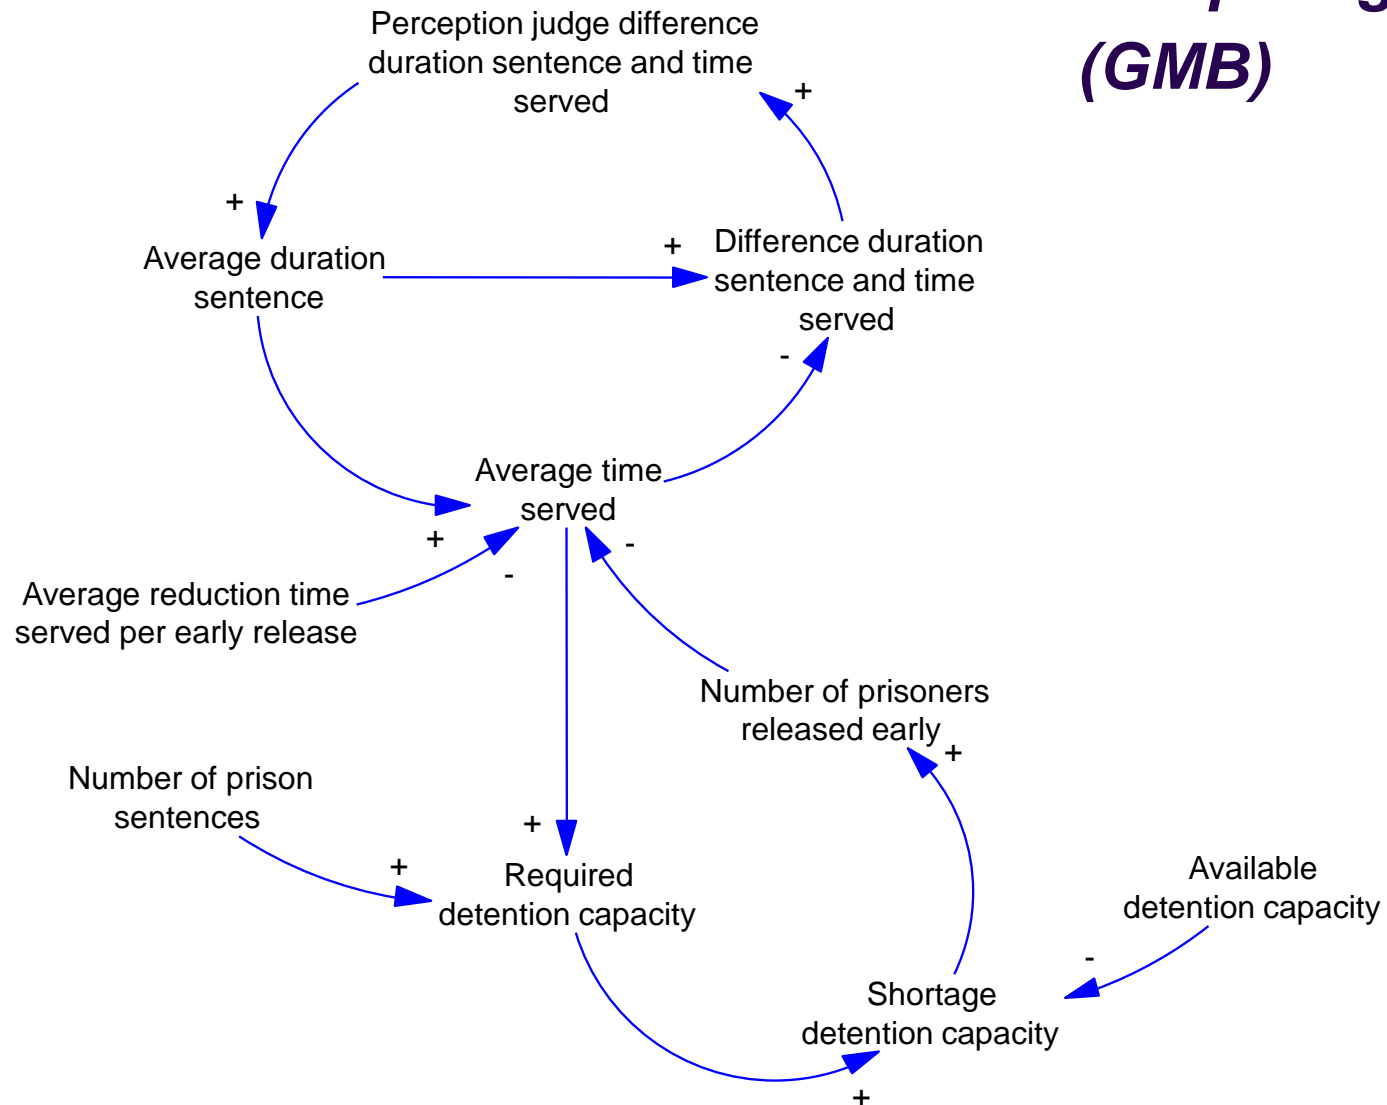 (GMB)
Perception judge difference
duration sentence and time
served
+
+
Average duration
sentence
+
Difference duration
sentence and time
served
-
Average time
served
+
-
-
Average reduction time
served per early release
Number of prisoners
released early
+
Number of prison
sentences
+
+
Required
detention capacity
Available
detention capacity
-
Shortage
detention capacity
+